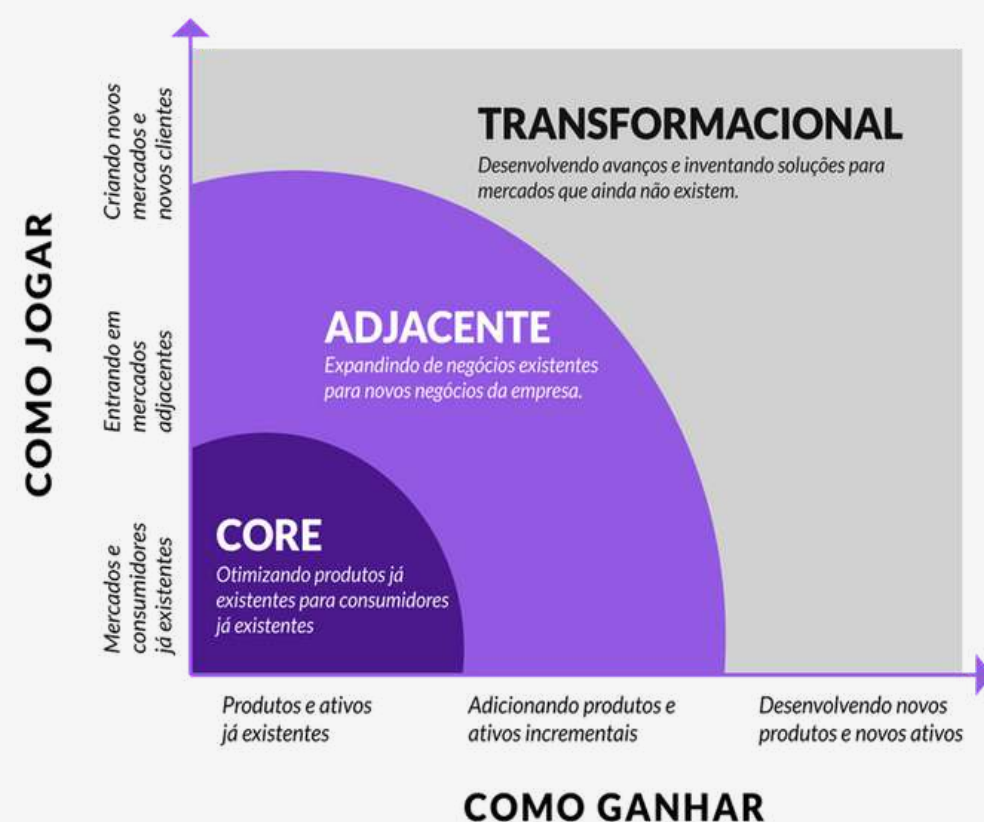 COMO JOGAR
Criando novos
mercados e
novos clientes
Entrando em
mercados
adjacentes
Mercados e
consumidores
já existentes
TRANSFORMACIONAL
Desenvolvendo avanços e inventando soluções para
mercados que ainda não existem.
ADJACENTE
Expandindo de negócios existentes
para novos negócios da empresa.
CORE
Otimizando produtos já
existentes para consumidores
já existentes
Produtos e ativos
já existentes
Adicionando produtos e
ativos incrementais
Desenvolvendo novos
produtos e novos ativos
COMO GANHAR